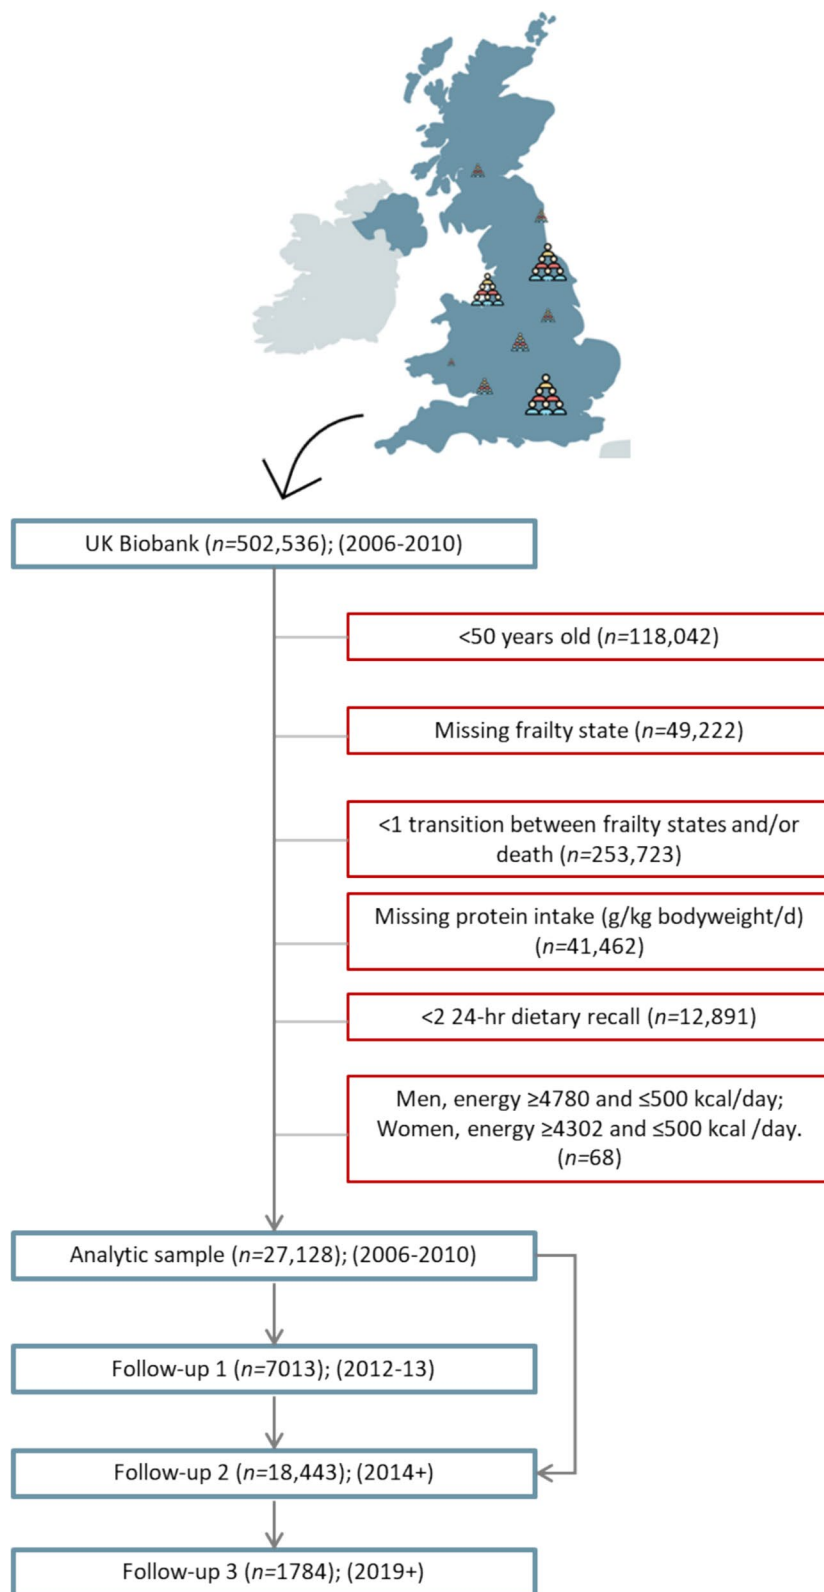 UK Biobank (n=502,536); (2006-2010)
<50 years old (n=118,042)
Missing frailty state (n=49,222)
<1 transition between frailty states and/or
death (n=253,723)
Missing protein intake (g/kg bodyweight/d)
(n=41,462)
<2 24-hr dietary recall (n=12,891)
Men, energy ≥4780 and ≤500 kcal/day;
Women, energy ≥4302 and ≤500 kcal /day.
(n=68)
Analytic sample (n=27,128); (2006-2010)
Follow-up 1 (n=7013); (2012-13)
Follow-up 2 (n=18,443); (2014+)
Follow-up 3 (n=1784); (2019+)